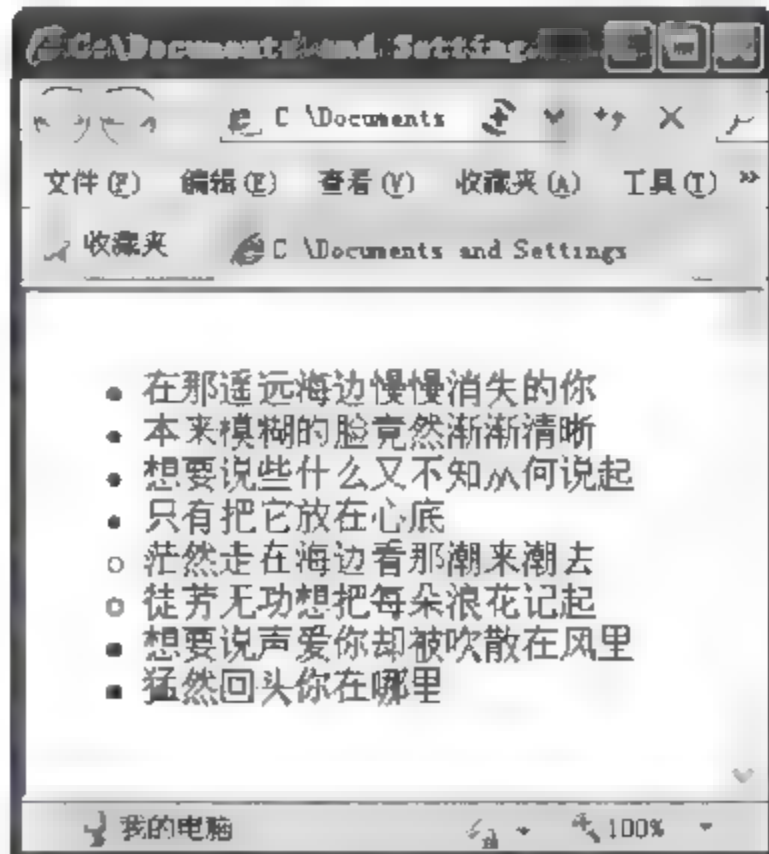 C:\Documents and Setting
C:\Documents
文件(F) 编辑(E) 查看(V) 收藏夹(A) 工具(T) »
收藏夹 C:\Documents and Settings
在那遥远海边慢慢消失的你
本来模糊的脸竟然渐渐清晰
想要说些什么又不知从何说起
只有把它放在心底
茫然走在海边看那潮来潮去
徒劳无功想把每朵浪花记起
想要说声爱你却被吹散在风里
猛然回头你在哪里
我的电脑 100%